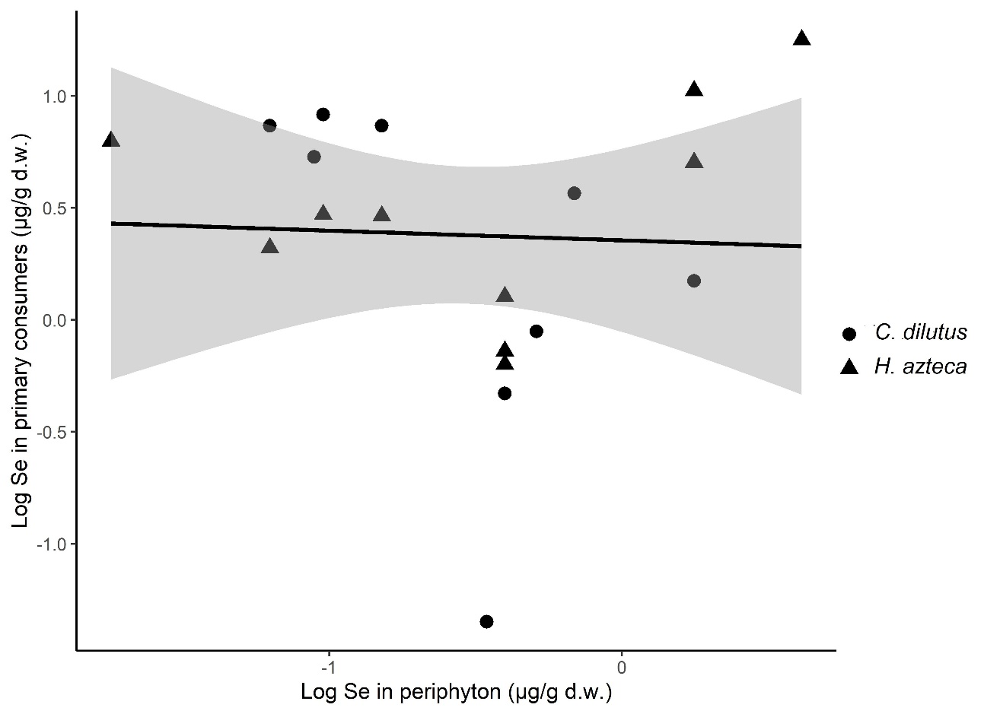 Log Se in primary consumers (µg/g d.w.)
1.0
0.5
0.0
-0.5
-1.0
-1
0
Log Se in periphyton (µg/g d.w.)
C. dilutus
H. azteca